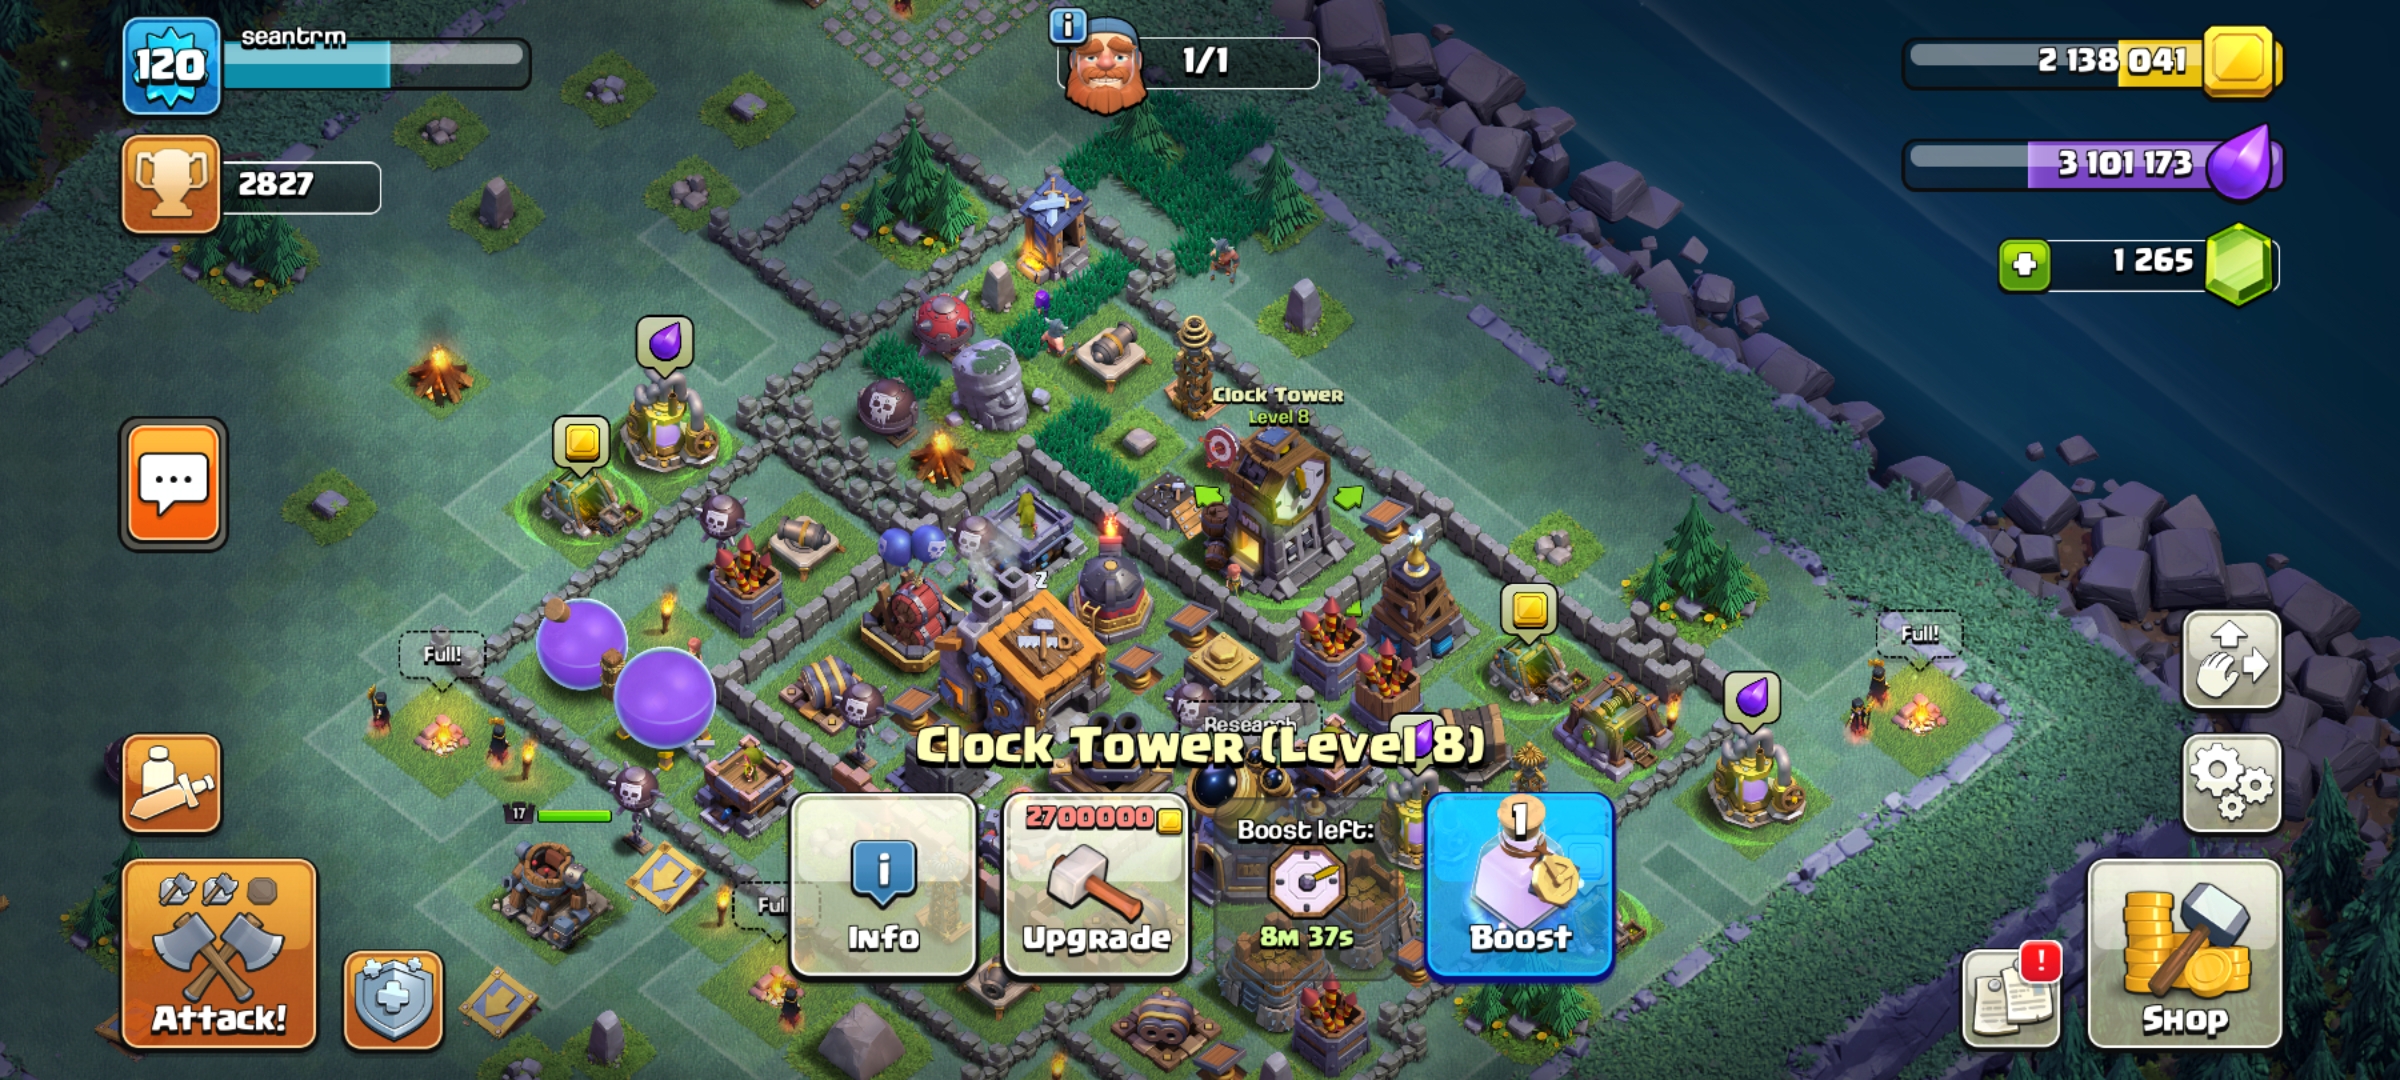 120
seantrm
i
1/1
2 138 041
2827
3 101 173
1 265
Clock Tower
Level 8
z
Full!
Full!
Research
Clock Tower (Level 8)
17
2700000
Boost left:
1
i
Full
Info
Upgrade
8m 37s
Boost
!
Attack!
Shop